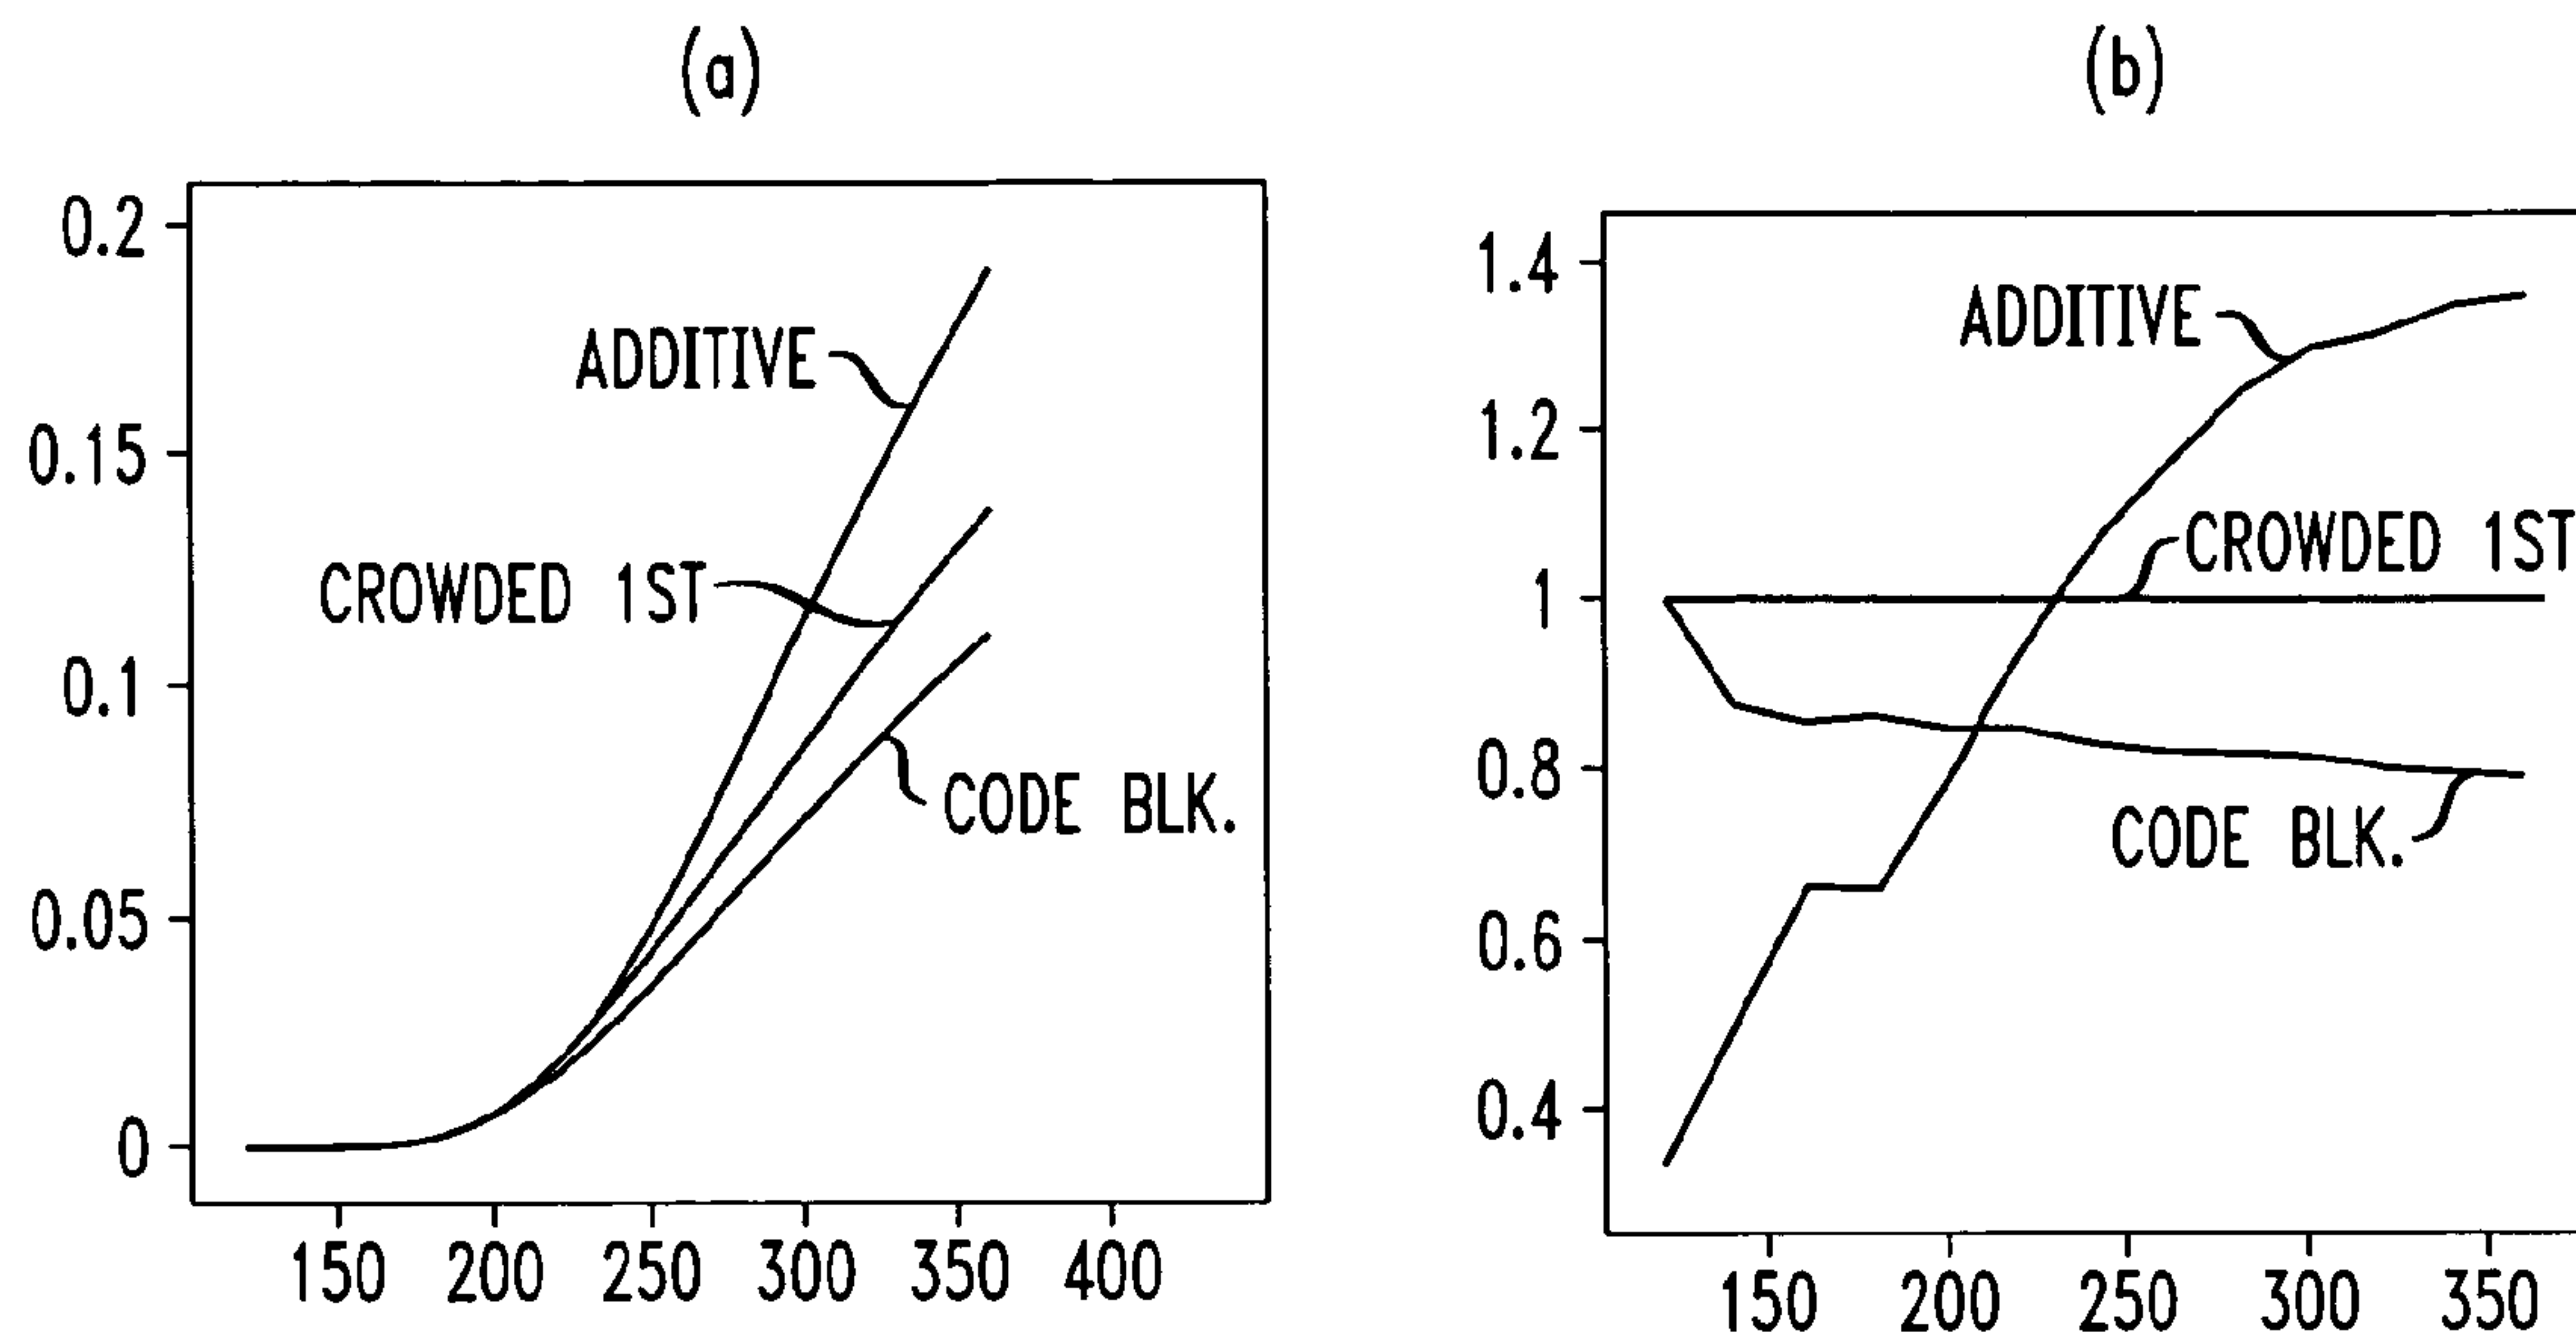 (a)
0.2
0.15
0.1
0.05
0
ADDITIVE
CROWDED 1ST
CODE BLK.
150 200 250 300 350 400
(b)
1.4
1.2
1
0.8
0.6
0.4
ADDITIVE
CROWDED 1ST
CODE BLK.
150 200 250 300 350